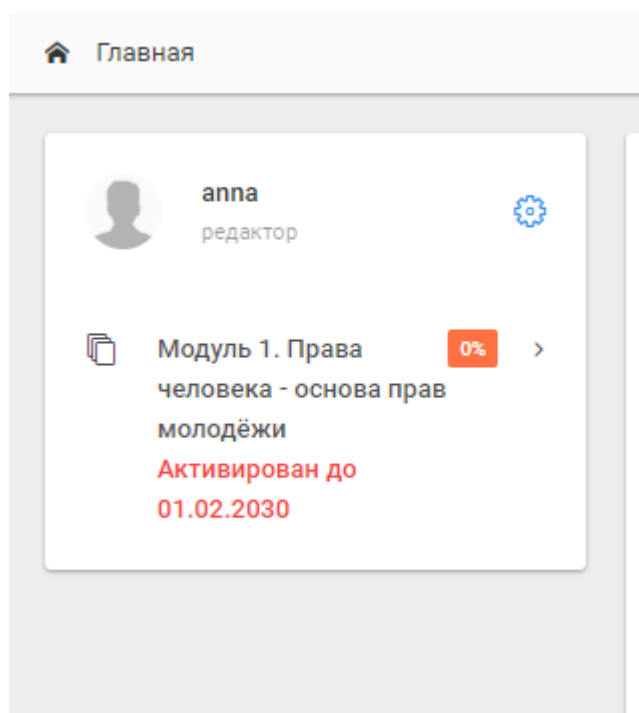 Главная
anna
редактор
Модуль 1. Права
0%
человека - основа прав
молодёжи
Активирован до
01.02.2030